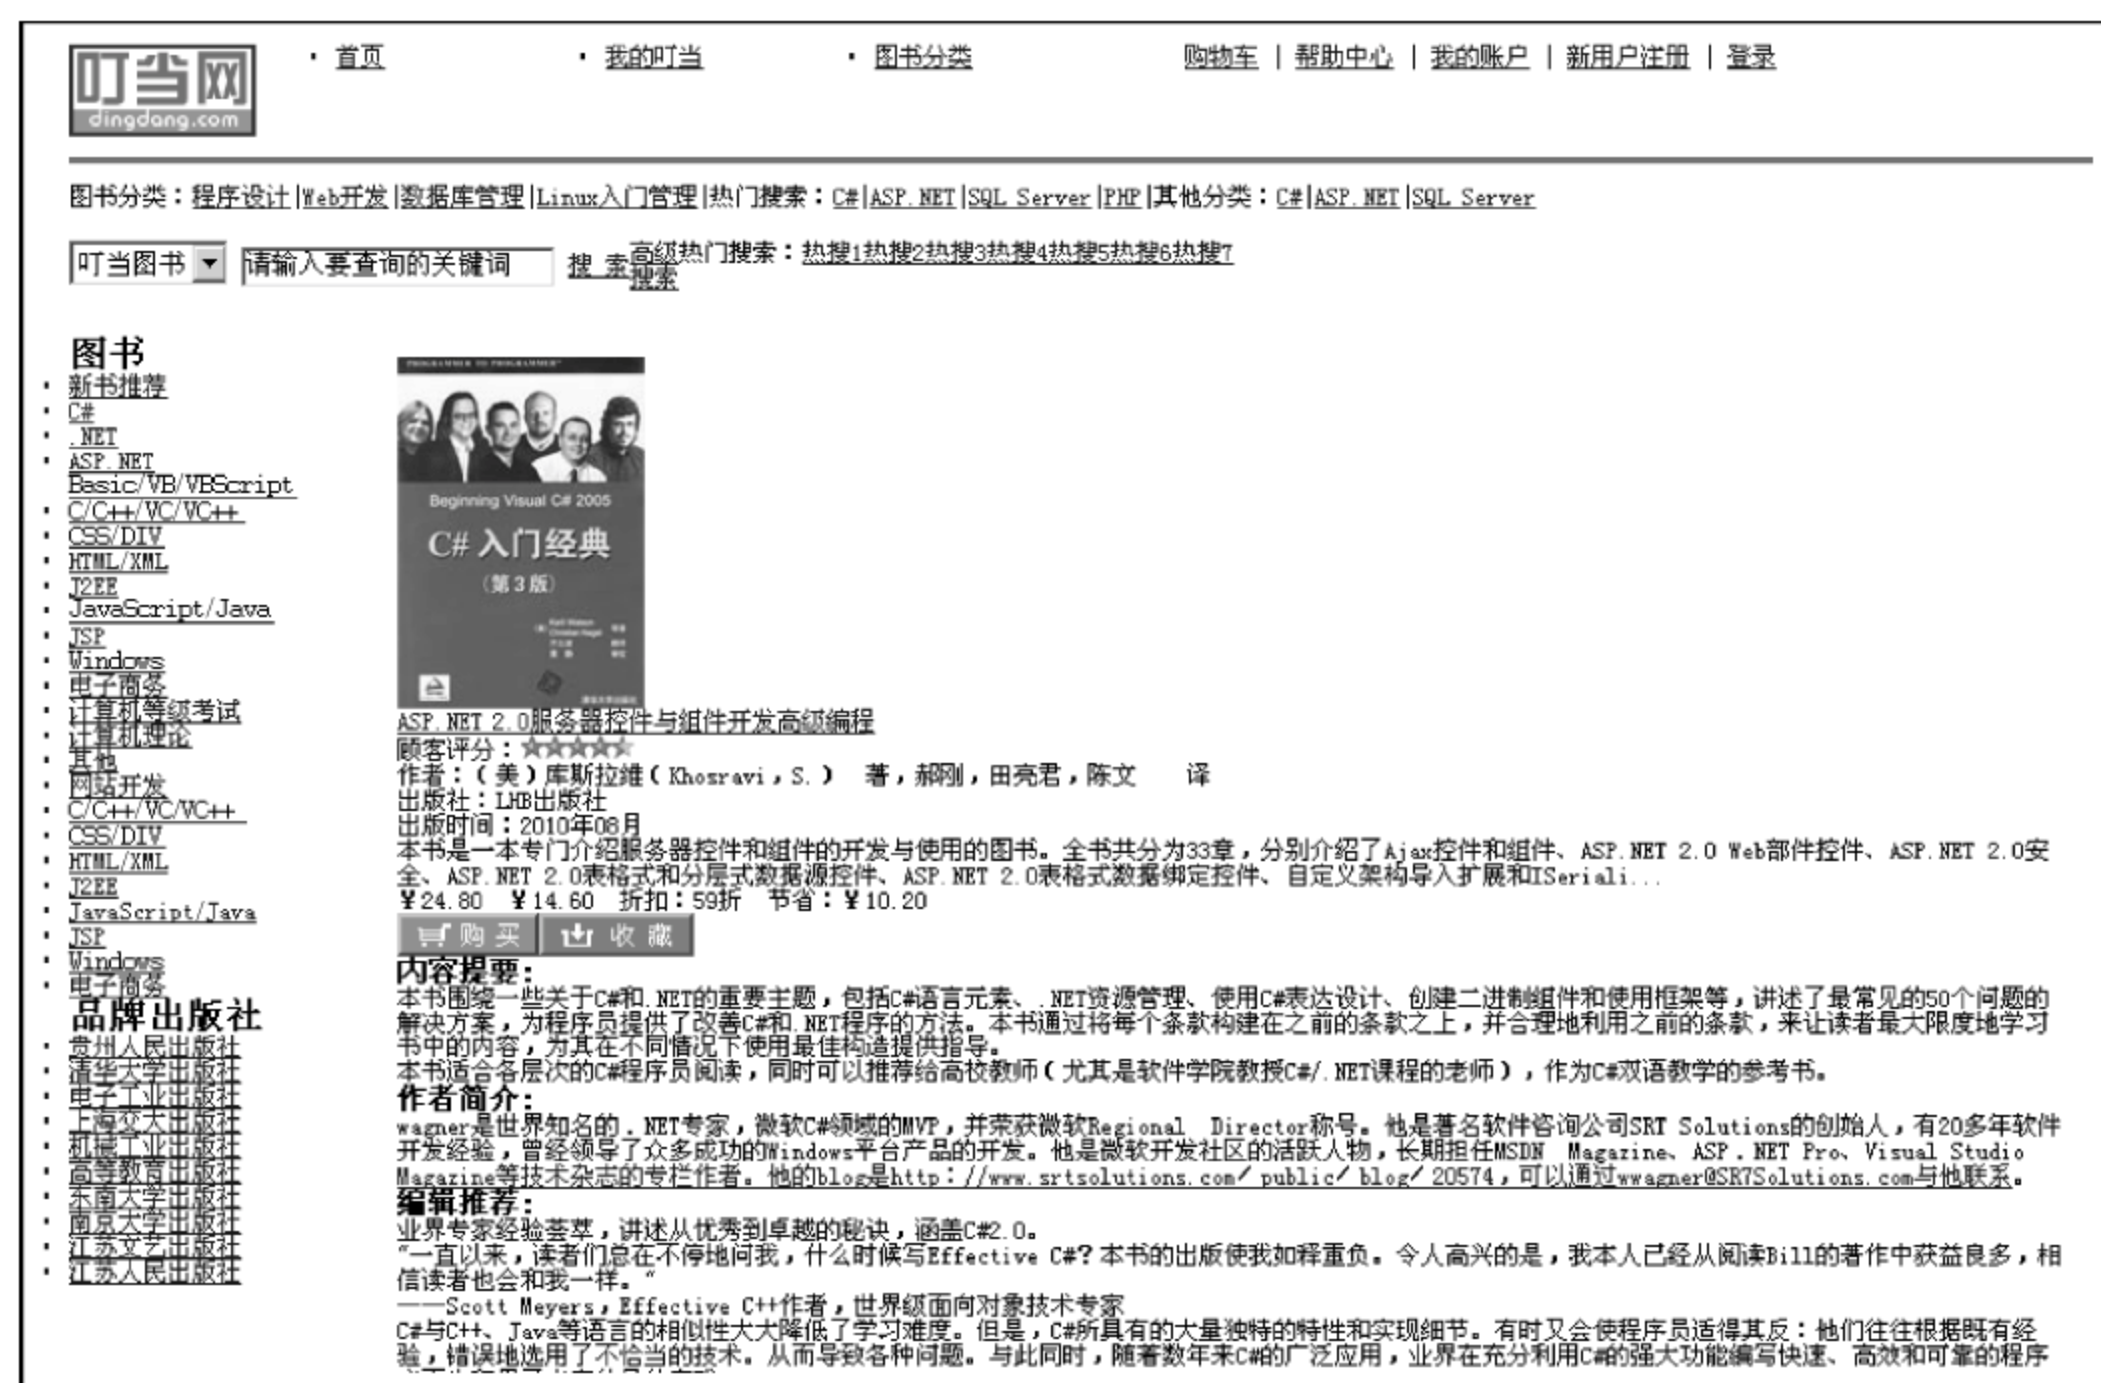 叮当网
dingdang.com
· 首页 · 我的叮当 · 图书分类 购物车 | 帮助中心 | 我的账户 | 新用户注册 | 登录
图书分类：程序设计|Web开发|数据库管理|Linux入门管理|热门搜索：C#|ASP.NET|SQL Server|PHP|其他分类：C#|ASP.NET|SQL Server
叮当图书 请输入要查询的关键词 搜 索 高级搜索 热门搜索：热搜1热搜2热搜3热搜4热搜5热搜6热搜7
图书
· 新书推荐
· C#
· .NET
· ASP.NET
Basic/VB/VBScript
· C/C++/VC/VC++
· CSS/DIV
· HTML/XML
· J2EE
· JavaScript/Java
· JSP
· Windows
· 电子商务
· 计算机等级考试
· 计算机理论
· 其他
· 网站开发
· C/C++/VC/VC++
· CSS/DIV
· HTML/XML
· J2EE
· JavaScript/Java
· JSP
· Windows
· 电子商务
品牌出版社
· 贵州人民出版社
· 清华大学出版社
· 电子工业出版社
· 上海交大出版社
· 机械工业出版社
· 高等教育出版社
· 东南大学出版社
· 南京大学出版社
· 江苏文艺出版社
· 江苏人民出版社
PROGRAMMER TO PROGRAMMER
Beginning Visual C# 2005
C# 入门经典
（第 3 版）
ASP.NET 2.0服务器控件与组件开发高级编程
顾客评分：
作者：(美)库斯拉维(Khosravi，S.) 著，郝刚，田亮君，陈文 译
出版社：LHB出版社
出版时间：2010年08月
本书是一本专门介绍服务器控件和组件的开发与使用的图书。全书共分为33章，分别介绍了Ajax控件和组件、ASP.NET 2.0 Web部件控件、ASP.NET 2.0安
全、ASP.NET 2.0表格式和分层式数据源控件、ASP.NET 2.0表格式数据绑定控件、自定义架构导入扩展和ISeriali...
￥24.80 ￥14.60 折扣：59折 节省：￥10.20
购 买 收 藏
内容提要:
本书围绕一些关于C#和.NET的重要主题，包括C#语言元素、.NET资源管理、使用C#表达设计、创建二进制组件和使用框架等，讲述了最常见的50个问题的
解决方案，为程序员提供了改善C#和.NET程序的方法。本书通过将每个条款构建在之前的条款之上，并合理地利用之前的条款，来让读者最大限度地学习
书中的内容，为其在不同情况下使用最佳构造提供指导。
本书适合各层次的C#程序员阅读，同时可以推荐给高校教师(尤其是软件学院教授C#/.NET课程的老师)，作为C#双语教学的参考书。
作者简介:
wagner是世界知名的．NET专家，微软C#领域的MVP，并荣获微软Regional Director称号。他是著名软件咨询公司SRT Solutions的创始人，有20多年软件
开发经验，曾经领导了众多成功的Windows平台产品的开发。他是微软开发社区的活跃人物，长期担任MSDN Magazine、ASP．NET Pro、Visual Studio
Magazine等技术杂志的专栏作者。他的blog是http：//www.srtsolutions.com／public／blog／20574，可以通过wwagner@SR7Solutions.com与他联系。
编辑推荐:
业界专家经验荟萃，讲述从优秀到卓越的秘诀，涵盖C#2.0。
“一直以来，读者们总在不停地问我，什么时候写Effective C#？本书的出版使我如释重负。令人高兴的是，我本人已经从阅读Bill的著作中获益良多，相
信读者也会和我一样。”
——Scott Meyers，Effective C++作者，世界级面向对象技术专家
C#与C++、Java等语言的相似性大大降低了学习难度。但是，C#所具有的大量独特的特性和实现细节。有时又会使程序员适得其反：他们往往根据既有经
验，错误地选用了不恰当的技术。从而导致各种问题。与此同时，随着数年来C#的广泛应用，业界在充分利用C#的强大功能编写快速、高效和可靠的程序